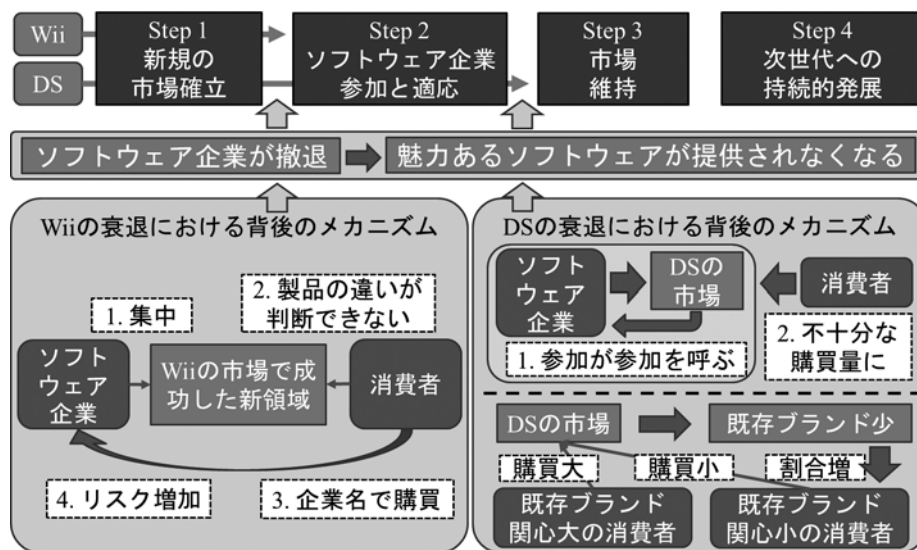 Wii
DS
Step 1
新規の
市場確立
Step 2
ソフトウェア企業
参加と適応
Step 3
市場
維持
Step 4
次世代への
持続的発展
ソフトウェア企業が撤退
魅力あるソフトウェアが提供されなくなる
Wiiの衰退における背後のメカニズム
1. 集中
2. 製品の違いが
判断できない
ソフト
ウェア
企業
Wiiの市場で成
功した新領域
消費者
4. リスク増加
3. 企業名で購買
DSの衰退における背後のメカニズム
ソフト
ウェア
企業
DSの
市場
消費者
1. 参加が参加を呼ぶ
2. 不十分な
購買量に
DSの市場
既存ブランド少
購買大
購買小
割合増
既存ブランド
関心大の消費者
既存ブランド
関心小の消費者